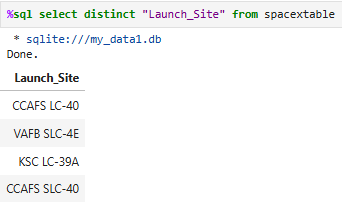 %sql select distinct "Launch_Site" from spacextable
* sqlite:///my_data1.db
Done.
Launch_Site
CCAFS LC-40
VAFB SLC-4E
KSC LC-39A
CCAFS SLC-40